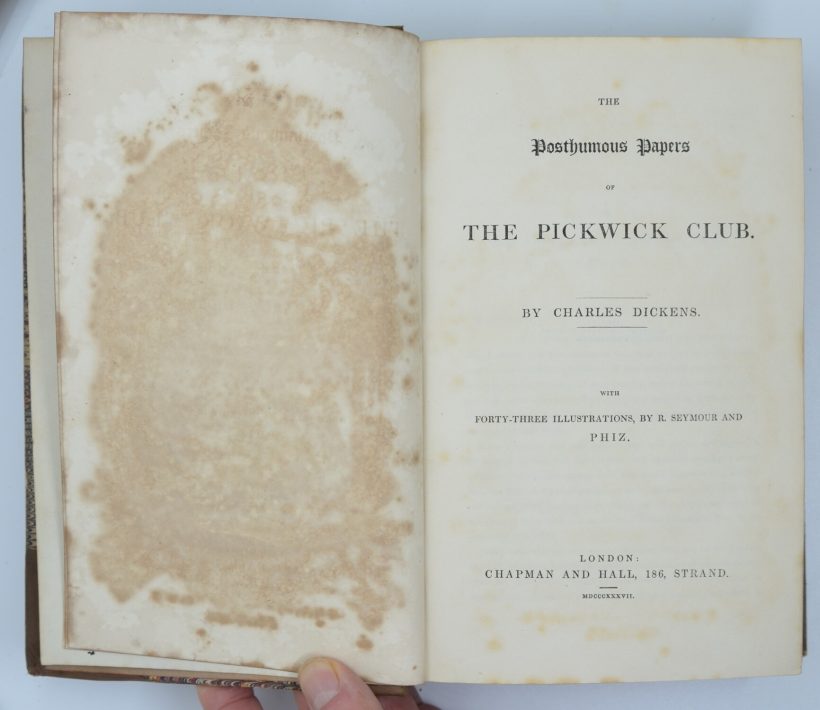 THE
Posthumous Papers
OF
THE PICKWICK CLUB.
BY CHARLES DICKENS.
WITH
FORTY-THREE ILLUSTRATIONS, BY R. SEYMOUR AND
PHIZ.
LONDON:
CHAPMAN AND HALL, 186, STRAND.
MDCCCXXXVII.